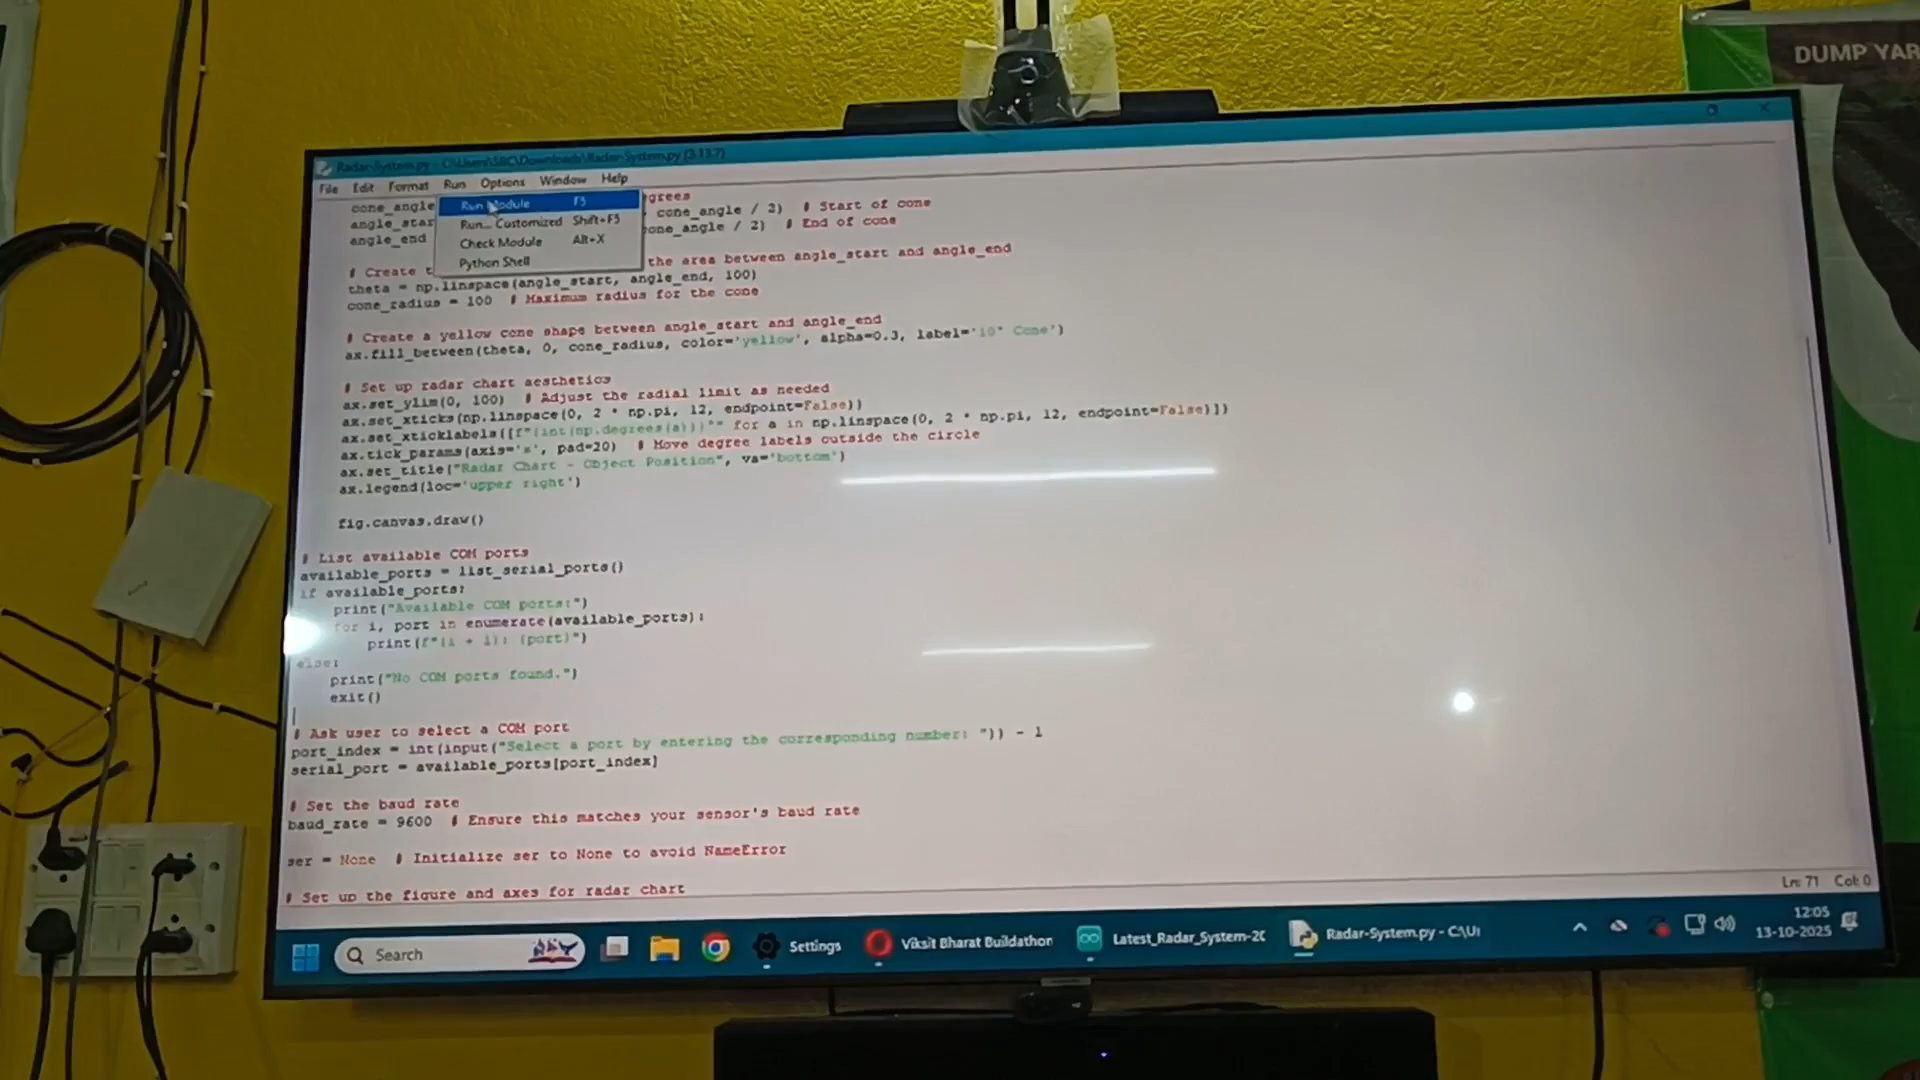 DUMP YAR
Radar-System.py - C:\Users\SBC\Downloads\Radar-System.py (3.13.7)
File Edit Format Run Options Window Help
cone_angle egrees
Run Module F5
angle_star cone_angle / 2) # Start of cone
Run... Customized Shift+F5
angle_end cone_angle / 2) # End of cone
Check Module Alt+X
Python Shell
# Create t the area between angle_start and angle_end
theta = np.linspace(angle_start, angle_end, 100)
cone_radius = 100 # Maximum radius for the cone
# Create a yellow cone shape between angle_start and angle_end
ax.fill_between(theta, 0, cone_radius, color='yellow', alpha=0.3, label='10° Cone')
# Set up radar chart aesthetics
ax.set_ylim(0, 100) # Adjust the radial limit as needed
ax.set_xticks(np.linspace(0, 2 * np.pi, 12, endpoint=False))
ax.set_xticklabels([f"{int(np.degrees(a))}°" for a in np.linspace(0, 2 * np.pi, 12, endpoint=False)])
ax.tick_params(axis='x', pad=20) # Move degree labels outside the circle
ax.set_title("Radar Chart - Object Position", va='bottom')
ax.legend(loc='upper right')
fig.canvas.draw()
# List available COM ports
available_ports = list_serial_ports()
if available_ports:
print("Available COM ports:")
for i, port in enumerate(available_ports):
print(f"{i + 1}: {port}")
else:
print("No COM ports found.")
exit()
# Ask user to select a COM port
port_index = int(input("Select a port by entering the corresponding number: ")) - 1
serial_port = available_ports[port_index]
# Set the baud rate
baud_rate = 9600 # Ensure this matches your sensor's baud rate
ser = None # Initialize ser to None to avoid NameError
# Set up the figure and axes for radar chart
Ln: 71 Col: 0
Search
Settings
Viksit Bharat Buildathon
Latest_Radar_System-20
Radar-System.py - C:\Us
12:05
13-10-2025